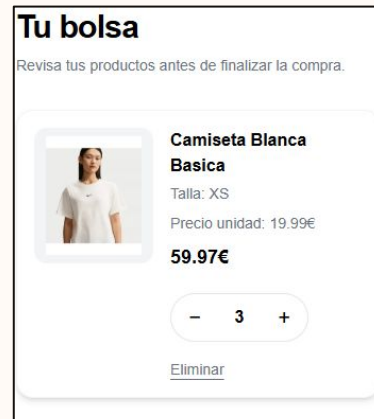 Tu bolsa
Revisa tus productos antes de finalizar la compra.
Camiseta Blanca
Basica
Talla: XS
Precio unidad: 19.99€
59.97€
− 3 +
Eliminar